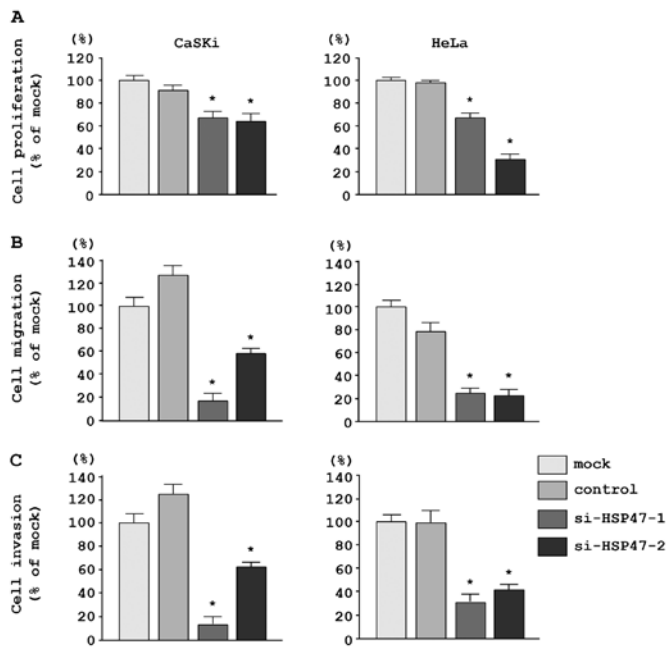 A
(%) CaSKi (%) HeLa
Cell proliferation
(% of mock)
120 120
100 100
80 80
60 * * 60 *
40 40 *
20 20
0 0
B (%) (%)
Cell migration
(% of mock)
140 140
120 120
100 100
80 80
60 * 60
40 40
20 * 20 * *
0 0
C (%) (%)
Cell invasion
(% of mock)
140 140
120 120
100 100
80 80
60 * 60
40 40 * *
20 * 20
0 0
mock
control
si-HSP47-1
si-HSP47-2